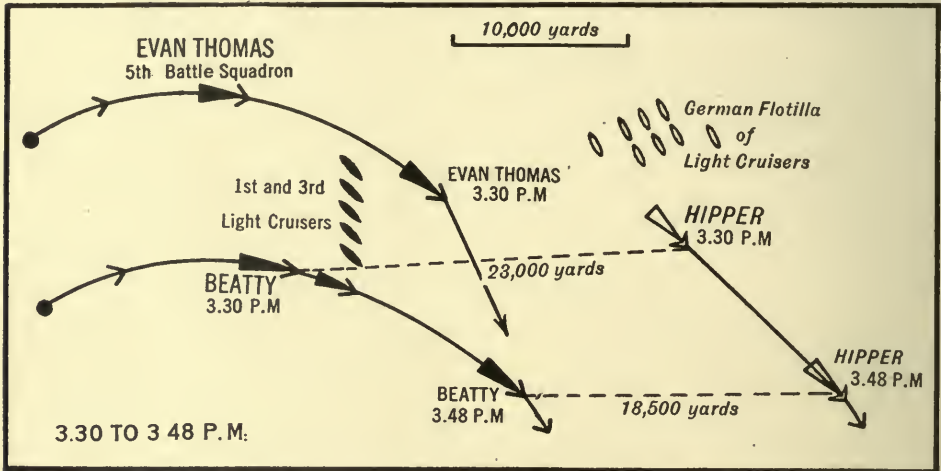 10,000 yards
EVAN THOMAS
5th Battle Squadron
German Flotilla
of
Light Cruisers
1st and 3rd
Light Cruisers
EVAN THOMAS
3.30 P.M
HIPPER
3.30 P.M
23,000 yards
BEATTY
3.30 P.M
HIPPER
3.48 P.M
BEATTY
3.48 P.M
18,500 yards
3.30 TO 3 48 P.M.